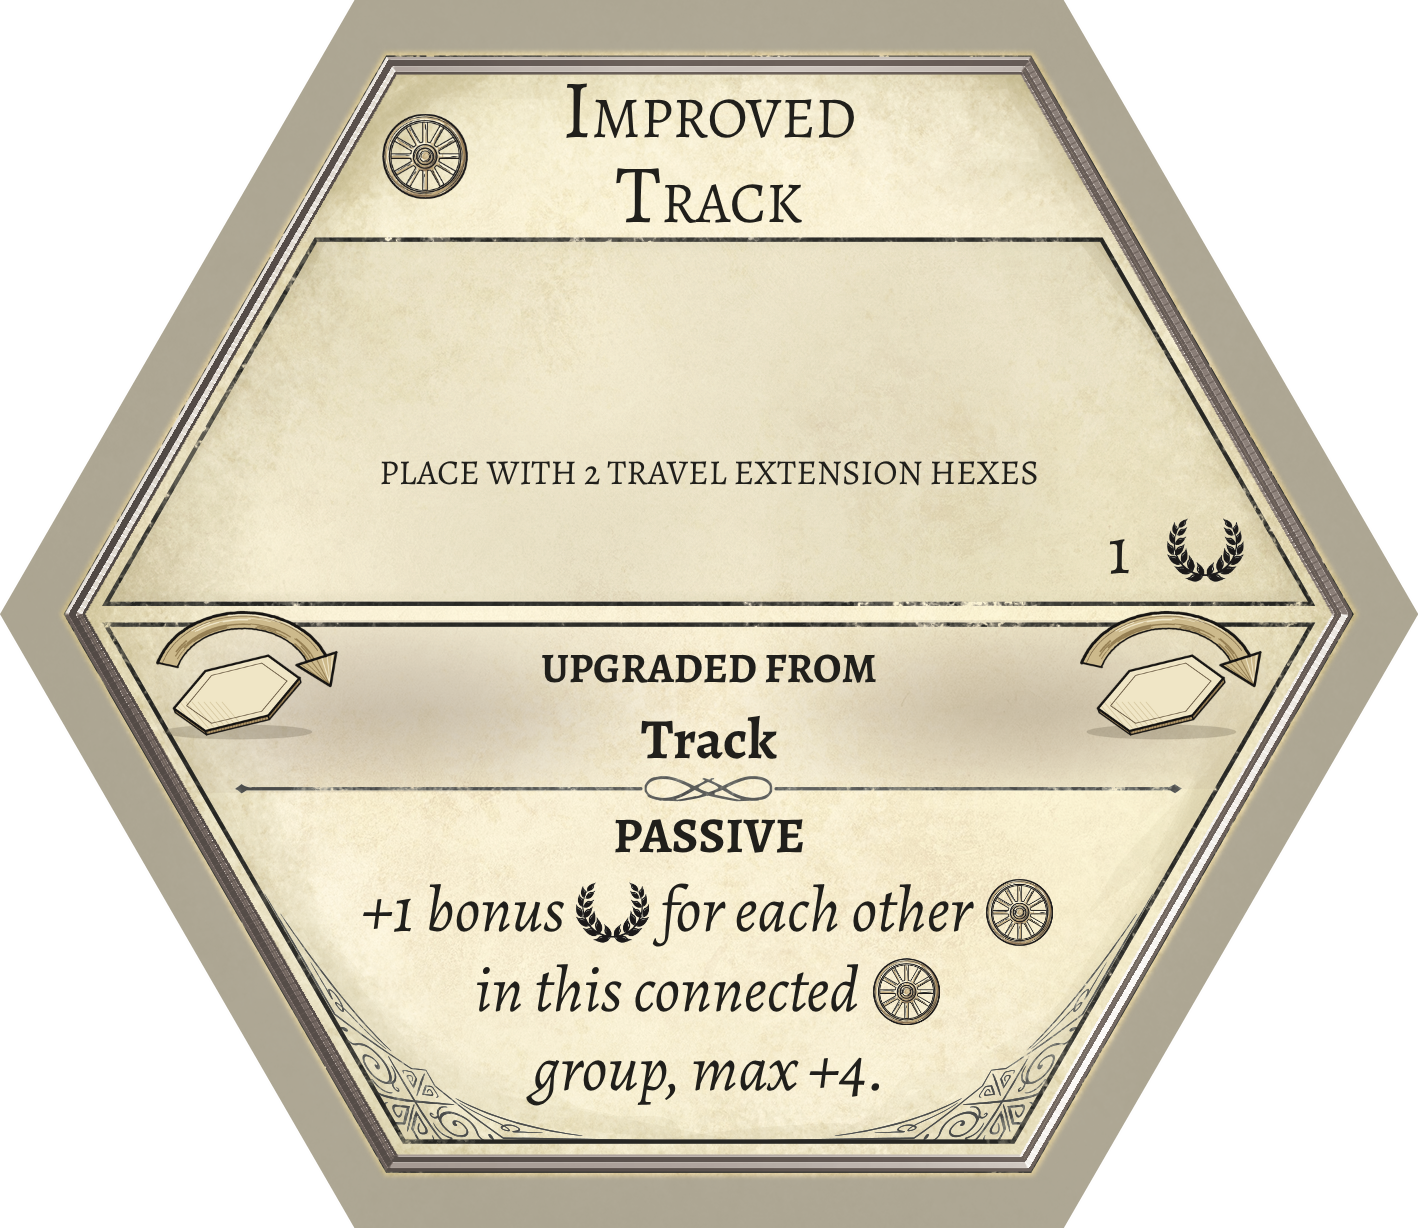 Improved
Track
PLACE WITH 2 TRAVEL EXTENSION HEXES
1
UPGRADED FROM
Track
PASSIVE
+1 bonus for each other
in this connected
group, max +4.